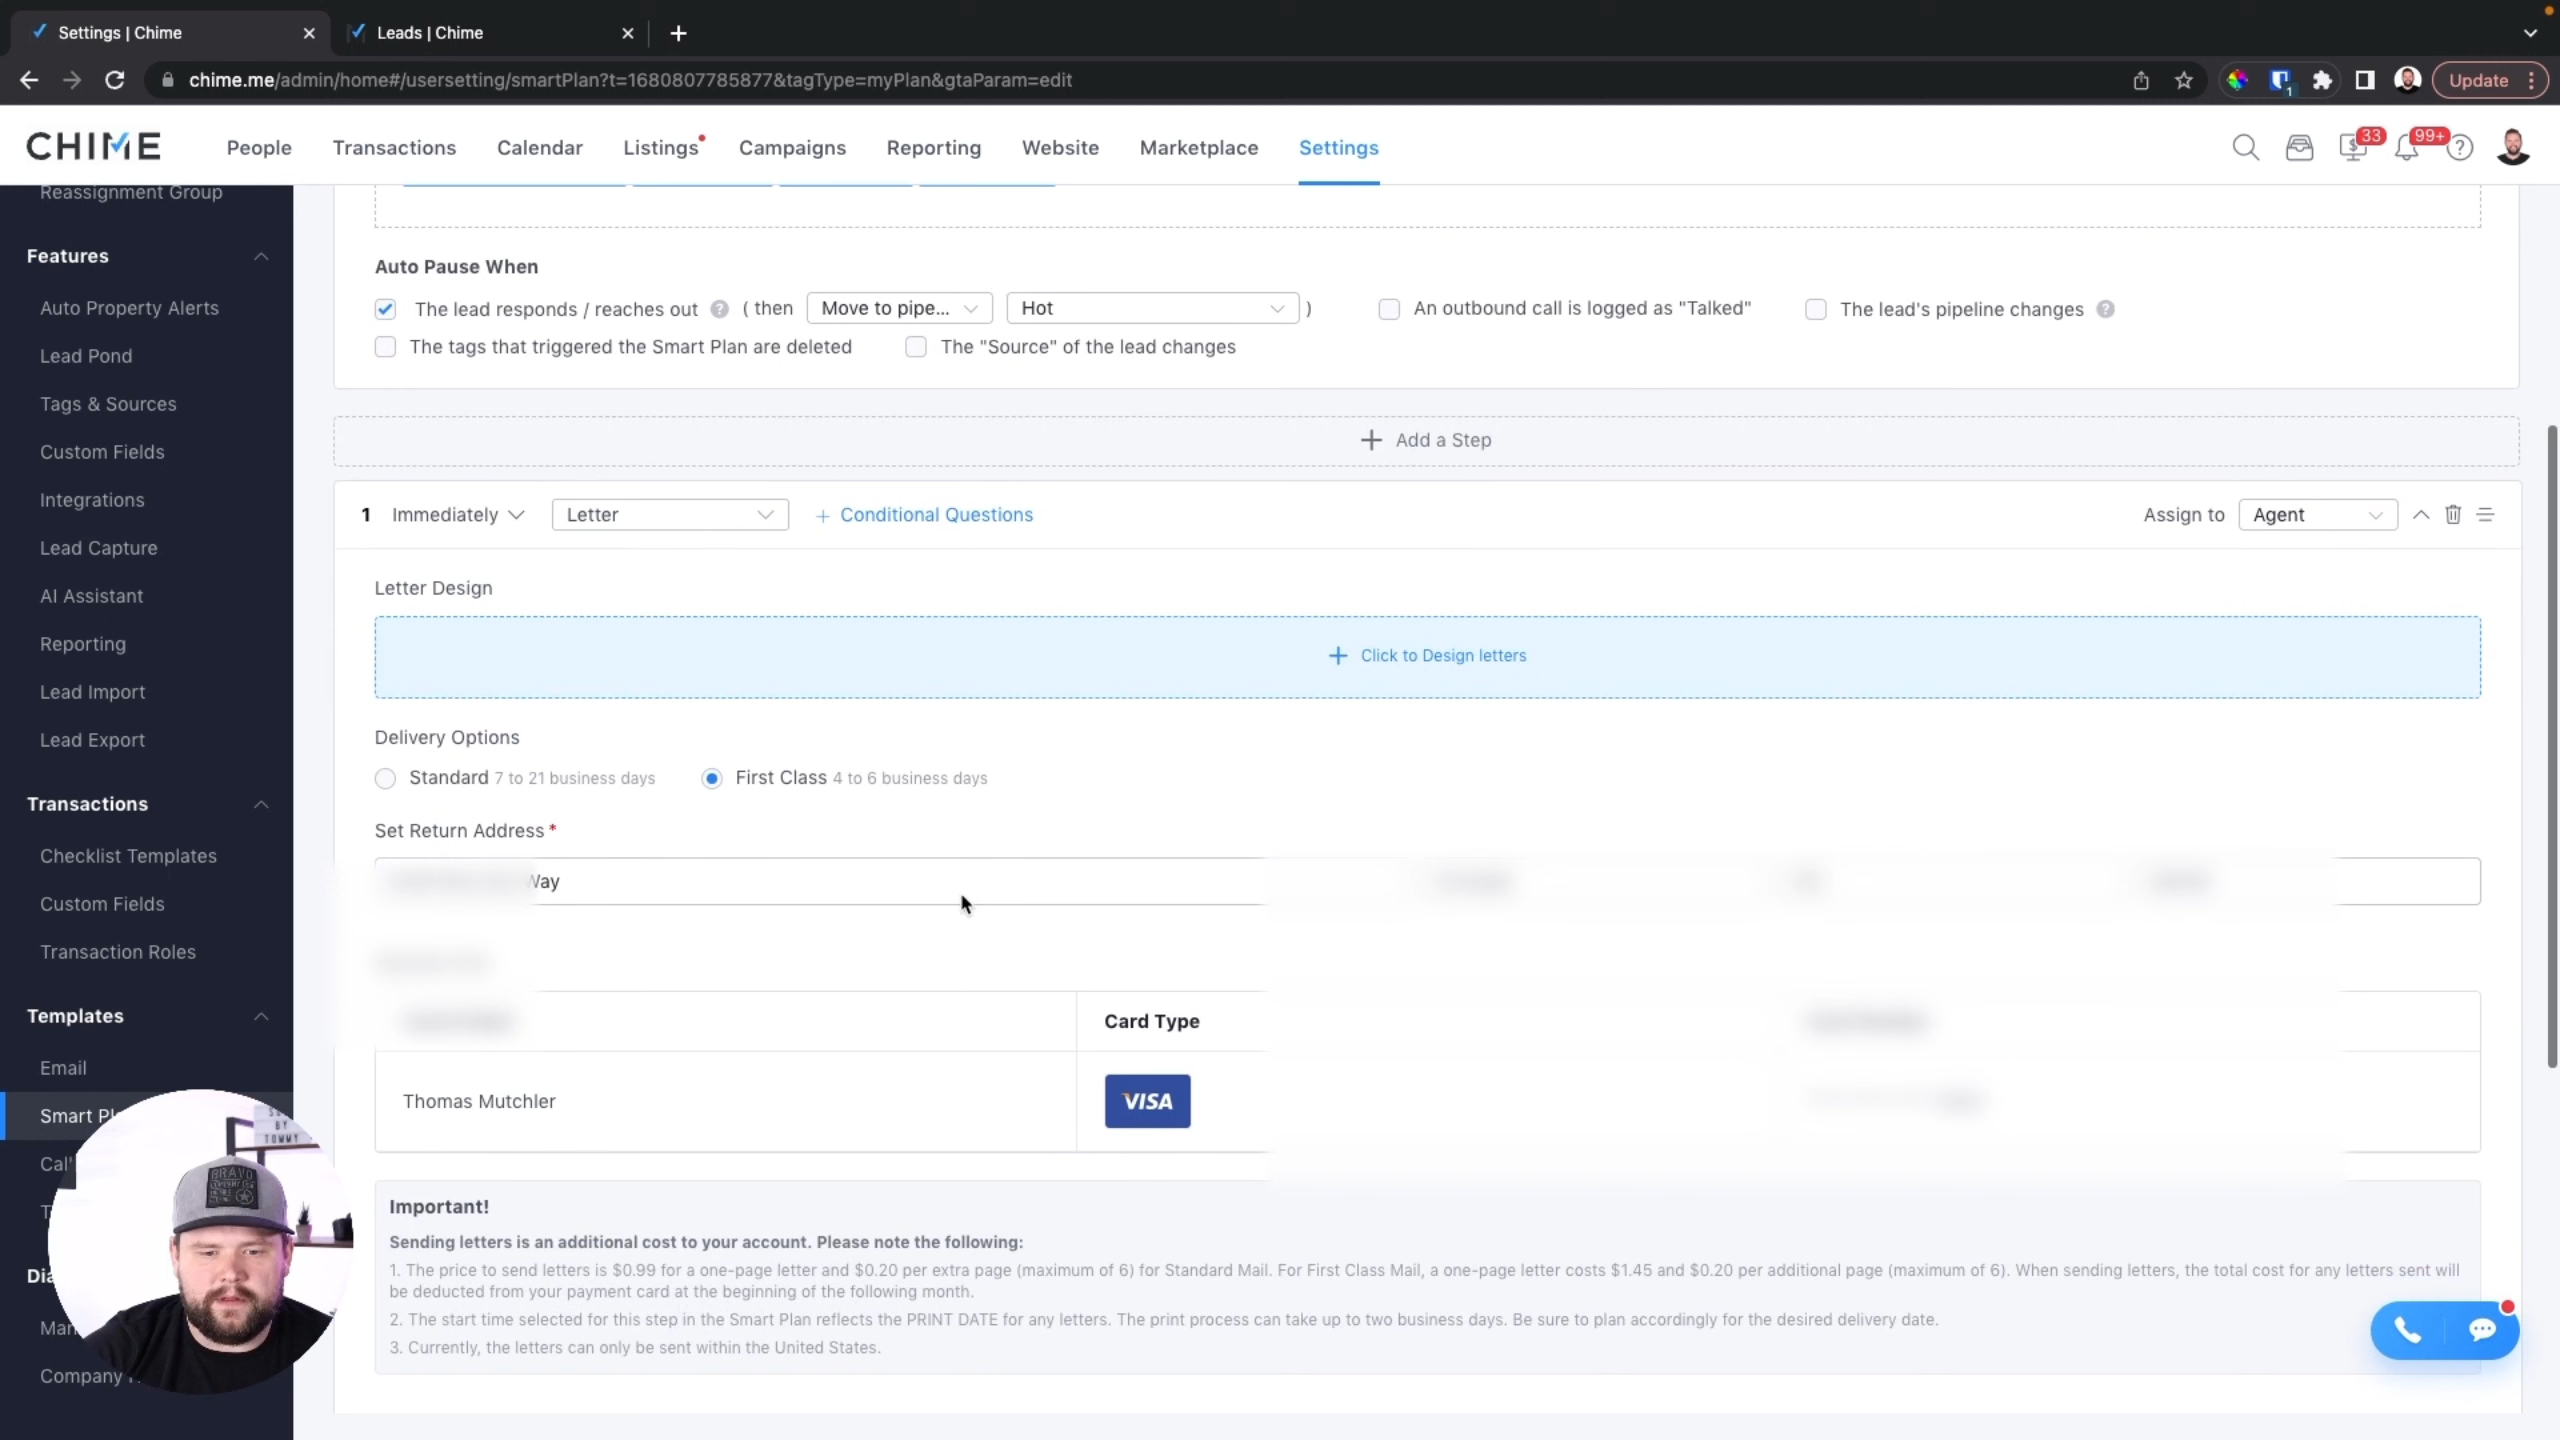 Settings | Chime
Leads | Chime
chime.me/admin/home#/usersetting/smartPlan?t=1680807785877&tagType=myPlan&gtaParam=edit
1
Update
CHIME
People
Transactions
Calendar
Listings
Campaigns
Reporting
Website
Marketplace
Settings
33
99+
Reassignment Group
Features
Auto Property Alerts
Lead Pond
Tags & Sources
Custom Fields
Integrations
Lead Capture
AI Assistant
Reporting
Lead Import
Lead Export
Transactions
Checklist Templates
Custom Fields
Transaction Roles
Templates
Email
Smart
Company
BY
TOMMY
BRAVO
Auto Pause When
The lead responds / reaches out ? ( then Move to pipe... Hot )
An outbound call is logged as "Talked"
The lead's pipeline changes ?
The tags that triggered the Smart Plan are deleted
The "Source" of the lead changes
+ Add a Step
1 Immediately Letter + Conditional Questions
Assign to Agent
Letter Design
+ Click to Design letters
Delivery Options
Standard 7 to 21 business days
First Class 4 to 6 business days
Set Return Address *
Way
Card Type
Thomas Mutchler
VISA
Important!
Sending letters is an additional cost to your account. Please note the following:
1. The price to send letters is $0.99 for a one-page letter and $0.20 per extra page (maximum of 6) for Standard Mail. For First Class Mail, a one-page letter costs $1.45 and $0.20 per additional page (maximum of 6). When sending letters, the total cost for any letters sent will
be deducted from your payment card at the beginning of the following month.
2. The start time selected for this step in the Smart Plan reflects the PRINT DATE for any letters. The print process can take up to two business days. Be sure to plan accordingly for the desired delivery date.
3. Currently, the letters can only be sent within the United States.